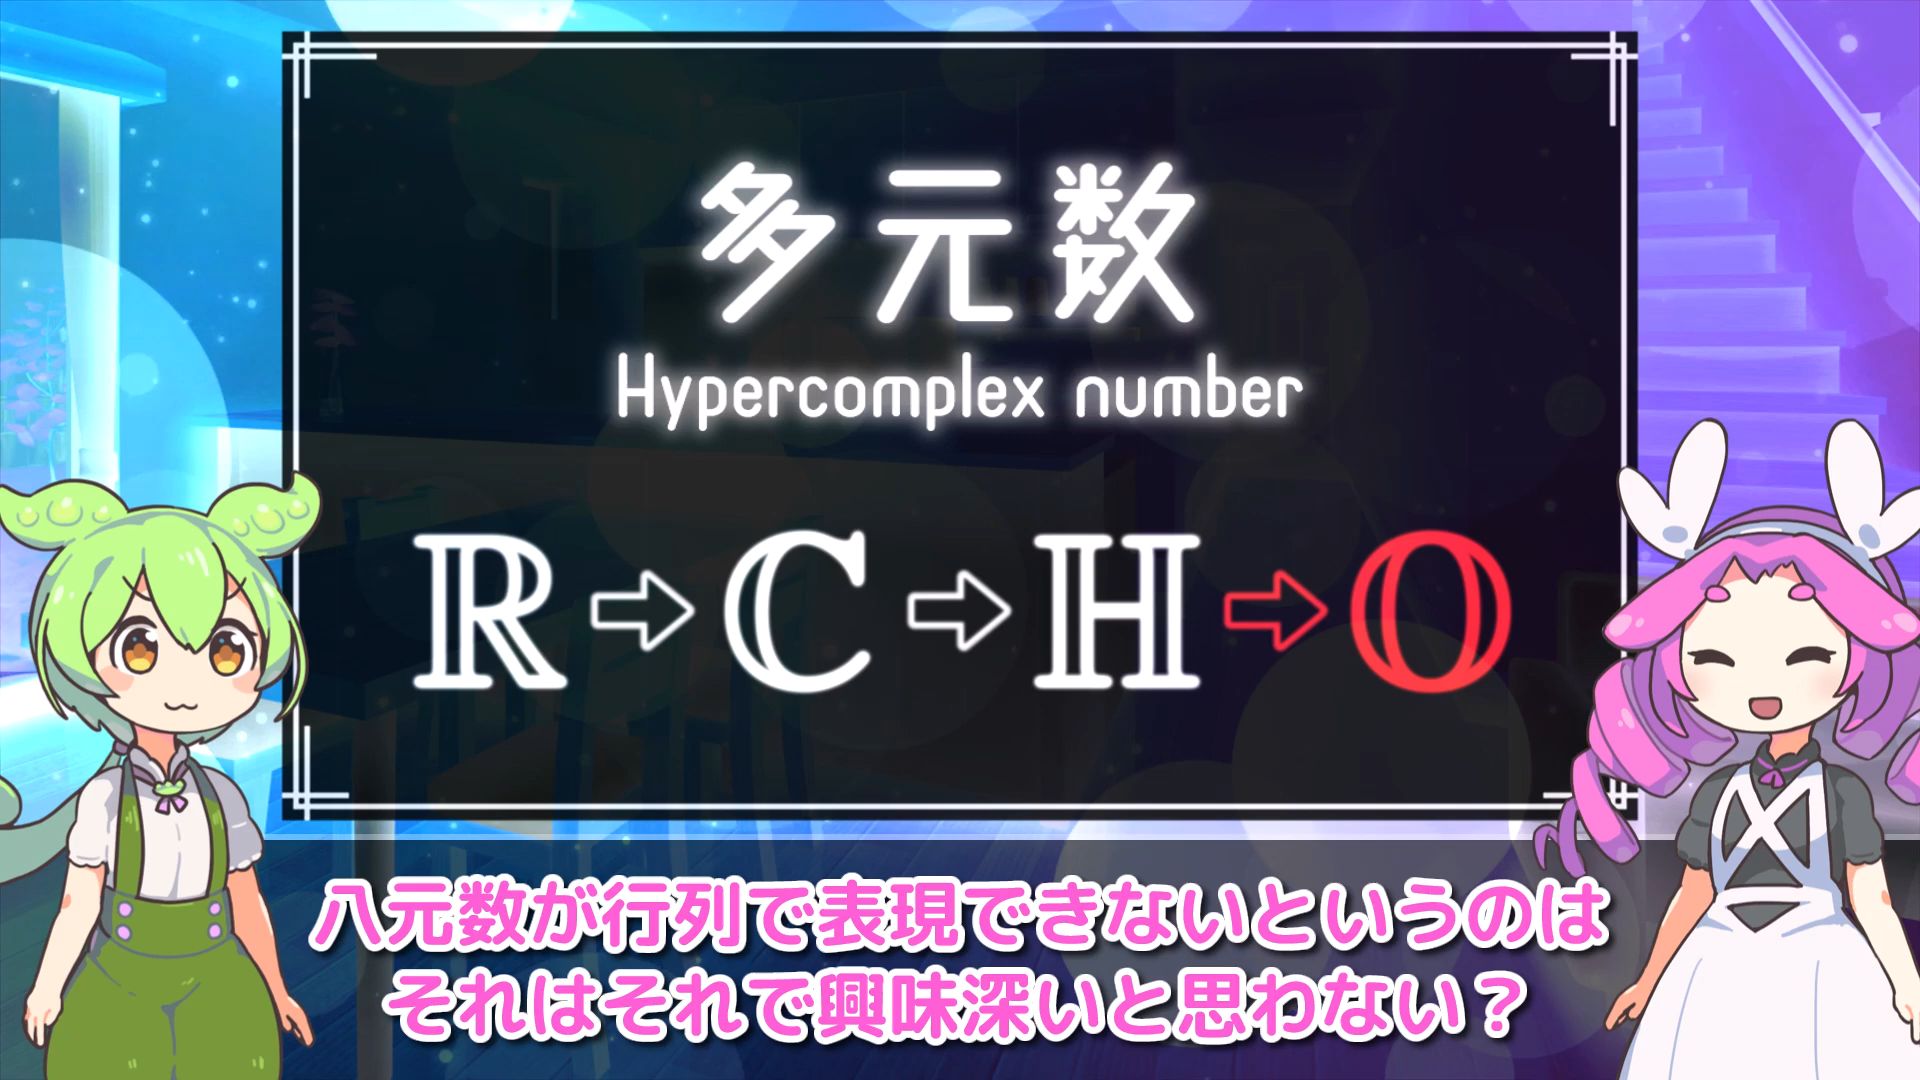 多元数
Hypercomplex number
ℝ⇨ℂ⇨ℍ⇨𝕆
八元数が行列で表現できないというのは
それはそれで興味深いと思わない？